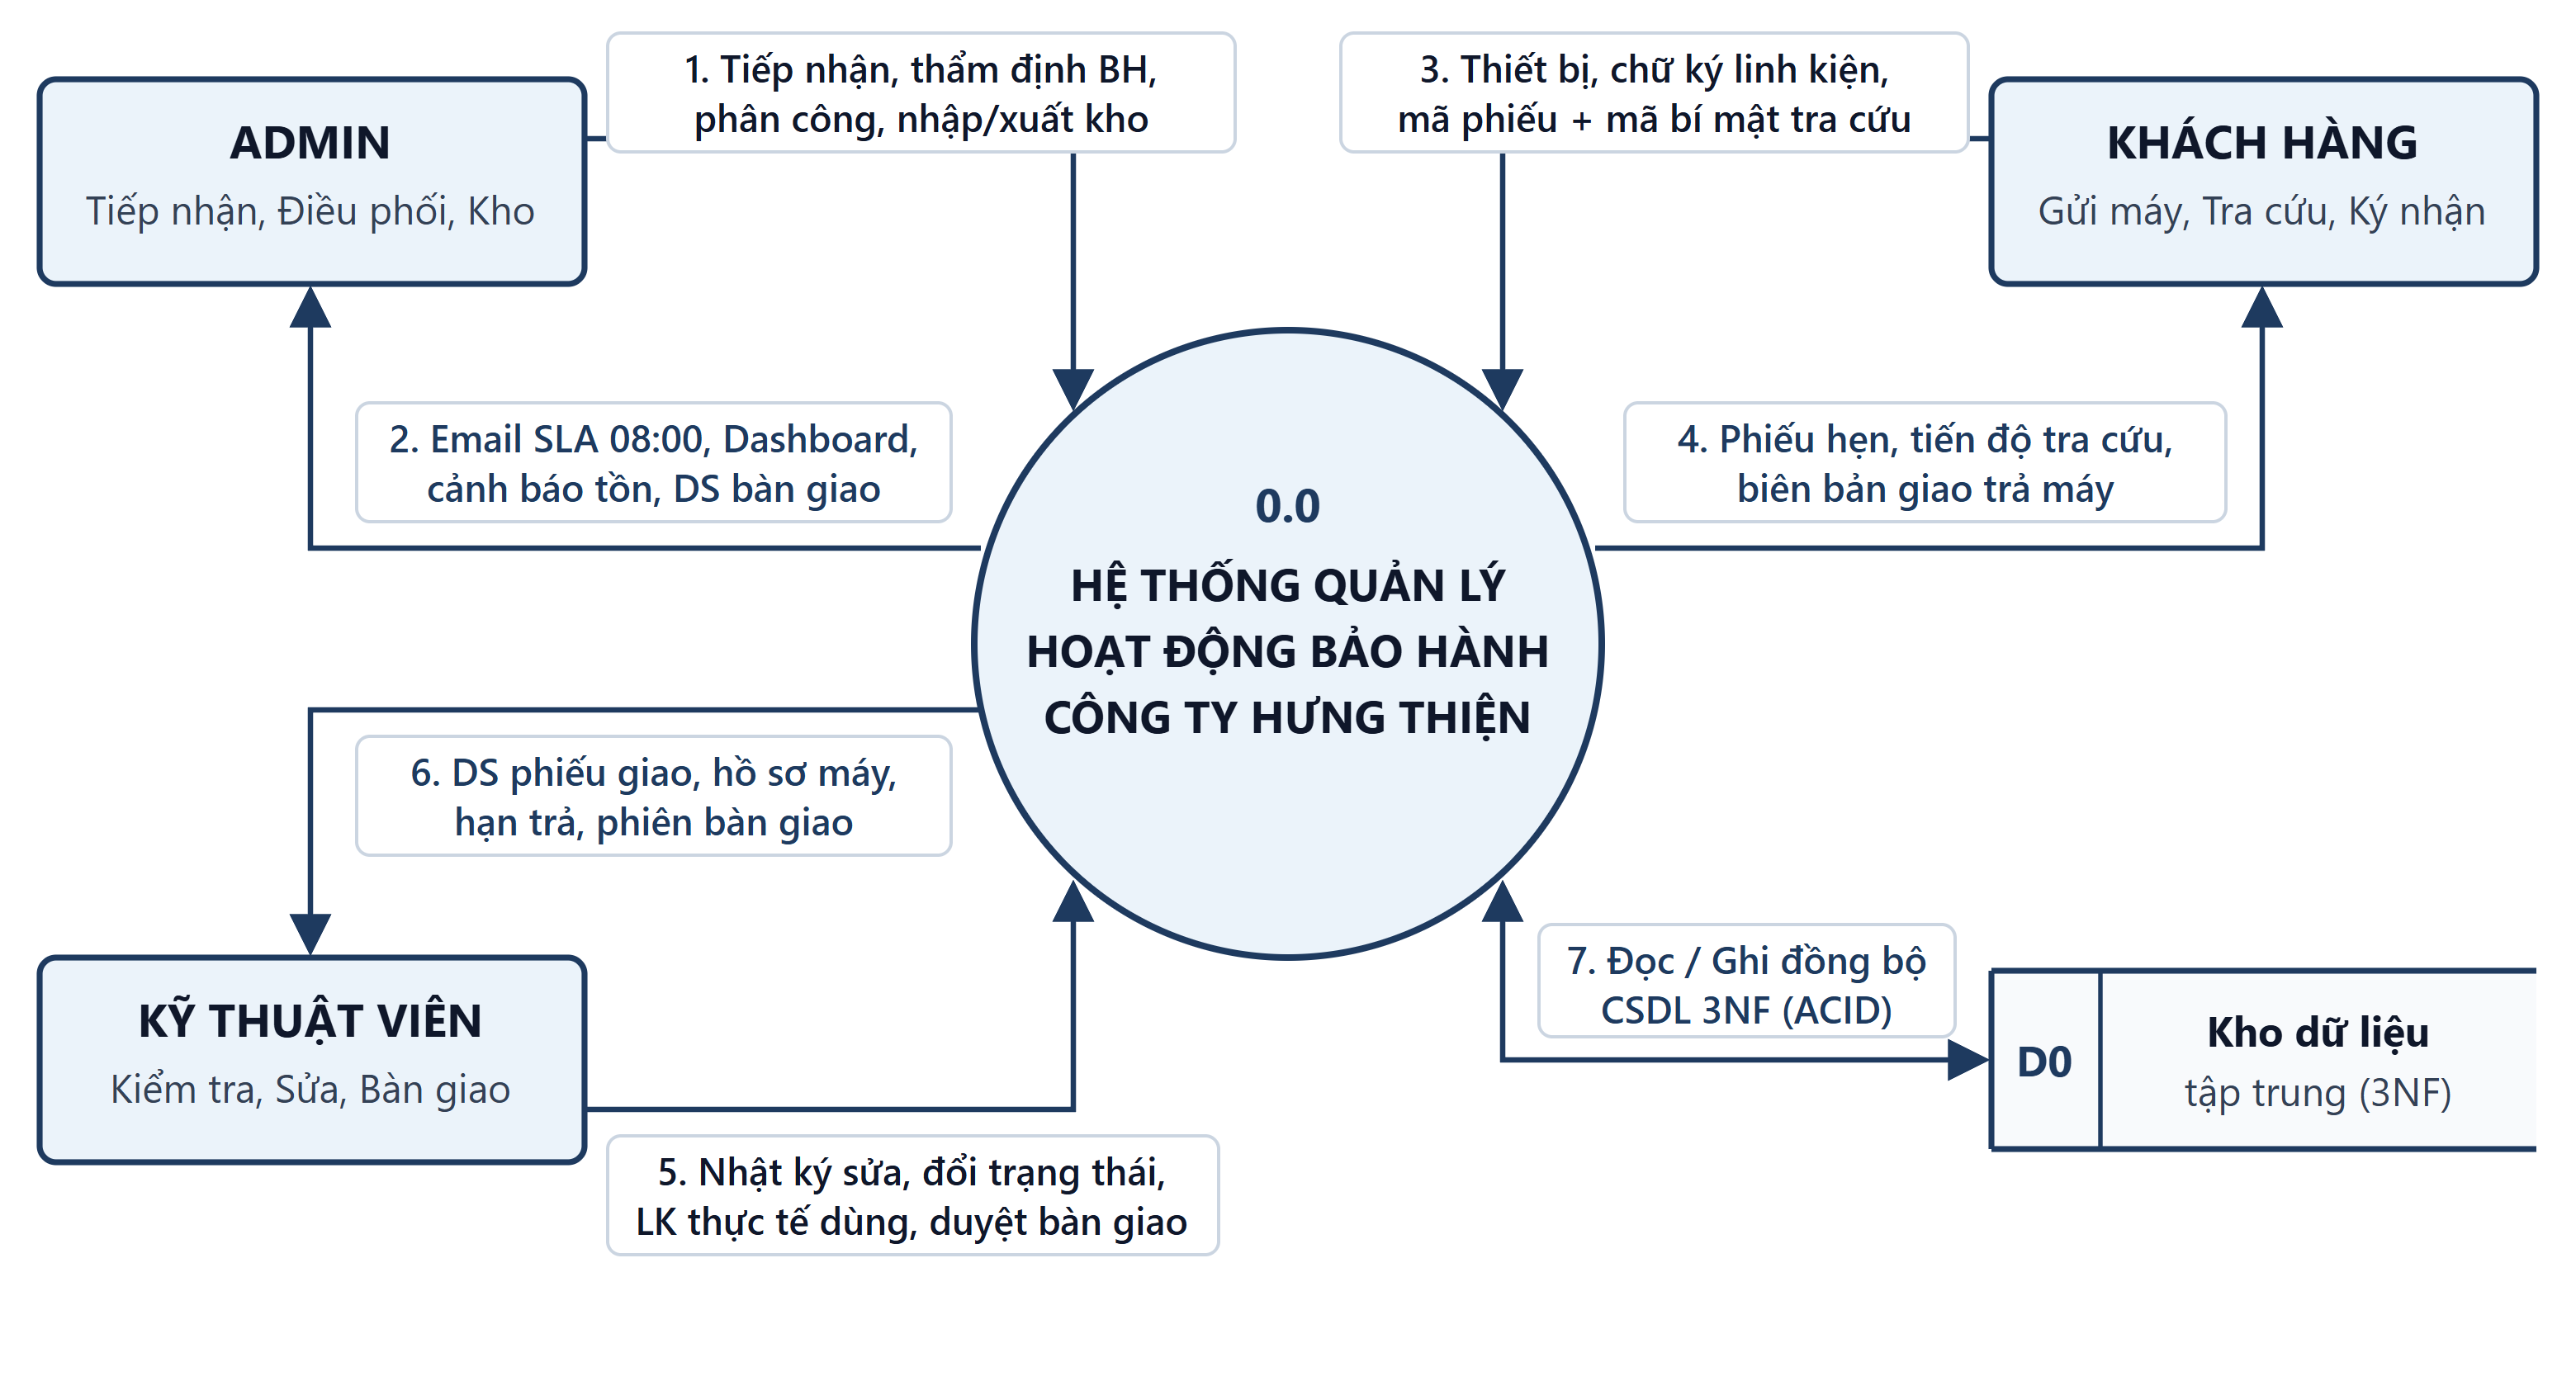 1. Tiếp nhận, thẩm định BH,
phân công, nhập/xuất kho
3. Thiết bị, chữ ký linh kiện,
mã phiếu + mã bí mật tra cứu
ADMIN
Tiếp nhận, Điều phối, Kho
KHÁCH HÀNG
Gửi máy, Tra cứu, Ký nhận
2. Email SLA 08:00, Dashboard,
cảnh báo tồn, DS bàn giao
4. Phiếu hẹn, tiến độ tra cứu,
biên bản giao trả máy
0.0
HỆ THỐNG QUẢN LÝ
HOẠT ĐỘNG BẢO HÀNH
CÔNG TY HƯNG THIỆN
6. DS phiếu giao, hồ sơ máy,
hạn trả, phiên bàn giao
7. Đọc / Ghi đồng bộ
CSDL 3NF (ACID)
KỸ THUẬT VIÊN
Kiểm tra, Sửa, Bàn giao
D0
Kho dữ liệu
tập trung (3NF)
5. Nhật ký sửa, đổi trạng thái,
LK thực tế dùng, duyệt bàn giao